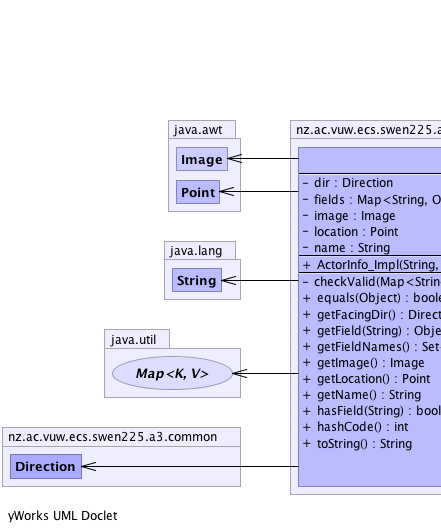 java.awt
Image
Point
java.lang
String
java.util
Map<K, V>
nz.ac.vuw.ecs.swen225.a3.common
Direction
nz.ac.vuw.ecs.swen225.a
- dir : Direction
- fields : Map<String, O
- image : Image
- location : Point
- name : String
+ ActorInfo_Impl(String,
- checkValid(Map<Strin
+ equals(Object) : boole
+ getFacingDir() : Direct
+ getField(String) : Obje
+ getFieldNames() : Set
+ getImage() : Image
+ getLocation() : Point
+ getName() : String
+ hasField(String) : bool
+ hashCode() : int
+ toString() : String
yWorks UML Doclet